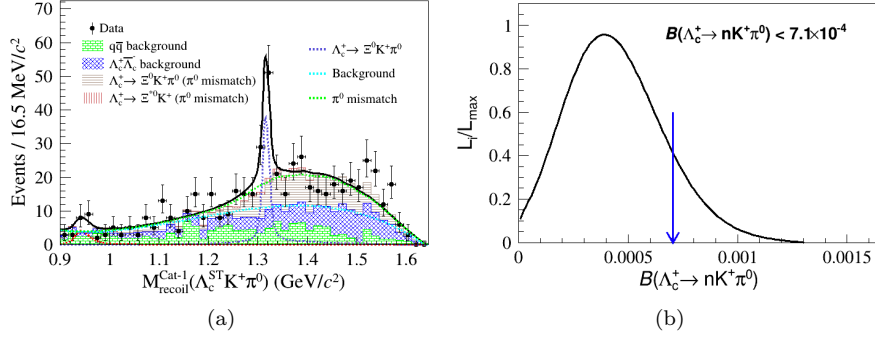 70
60
50
40
30
20
10
0
Events / 16.5 MeV/c²
Data
qq̄ background
Λc⁺Λ̄c⁻ background
Λc⁺→ Ξ⁰K⁺π⁰ (π⁰ mismatch)
Λc⁺→ Ξ*⁰K⁺ (π⁰ mismatch)
Λc⁺→ Ξ⁰K⁺π⁰
Background
π⁰ mismatch
0.9 1 1.1 1.2 1.3 1.4 1.5 1.6
M_recoil^Cat-1(Λc^ST K⁺π⁰) (GeV/c²)
(a)
1
0.8
0.6
0.4
0.2
0
Li/Lmax
B(Λc⁺→ nK⁺π⁰) < 7.1×10⁻⁴
0 0.0005 0.001 0.0015
B(Λc⁺→ nK⁺π⁰)
(b)